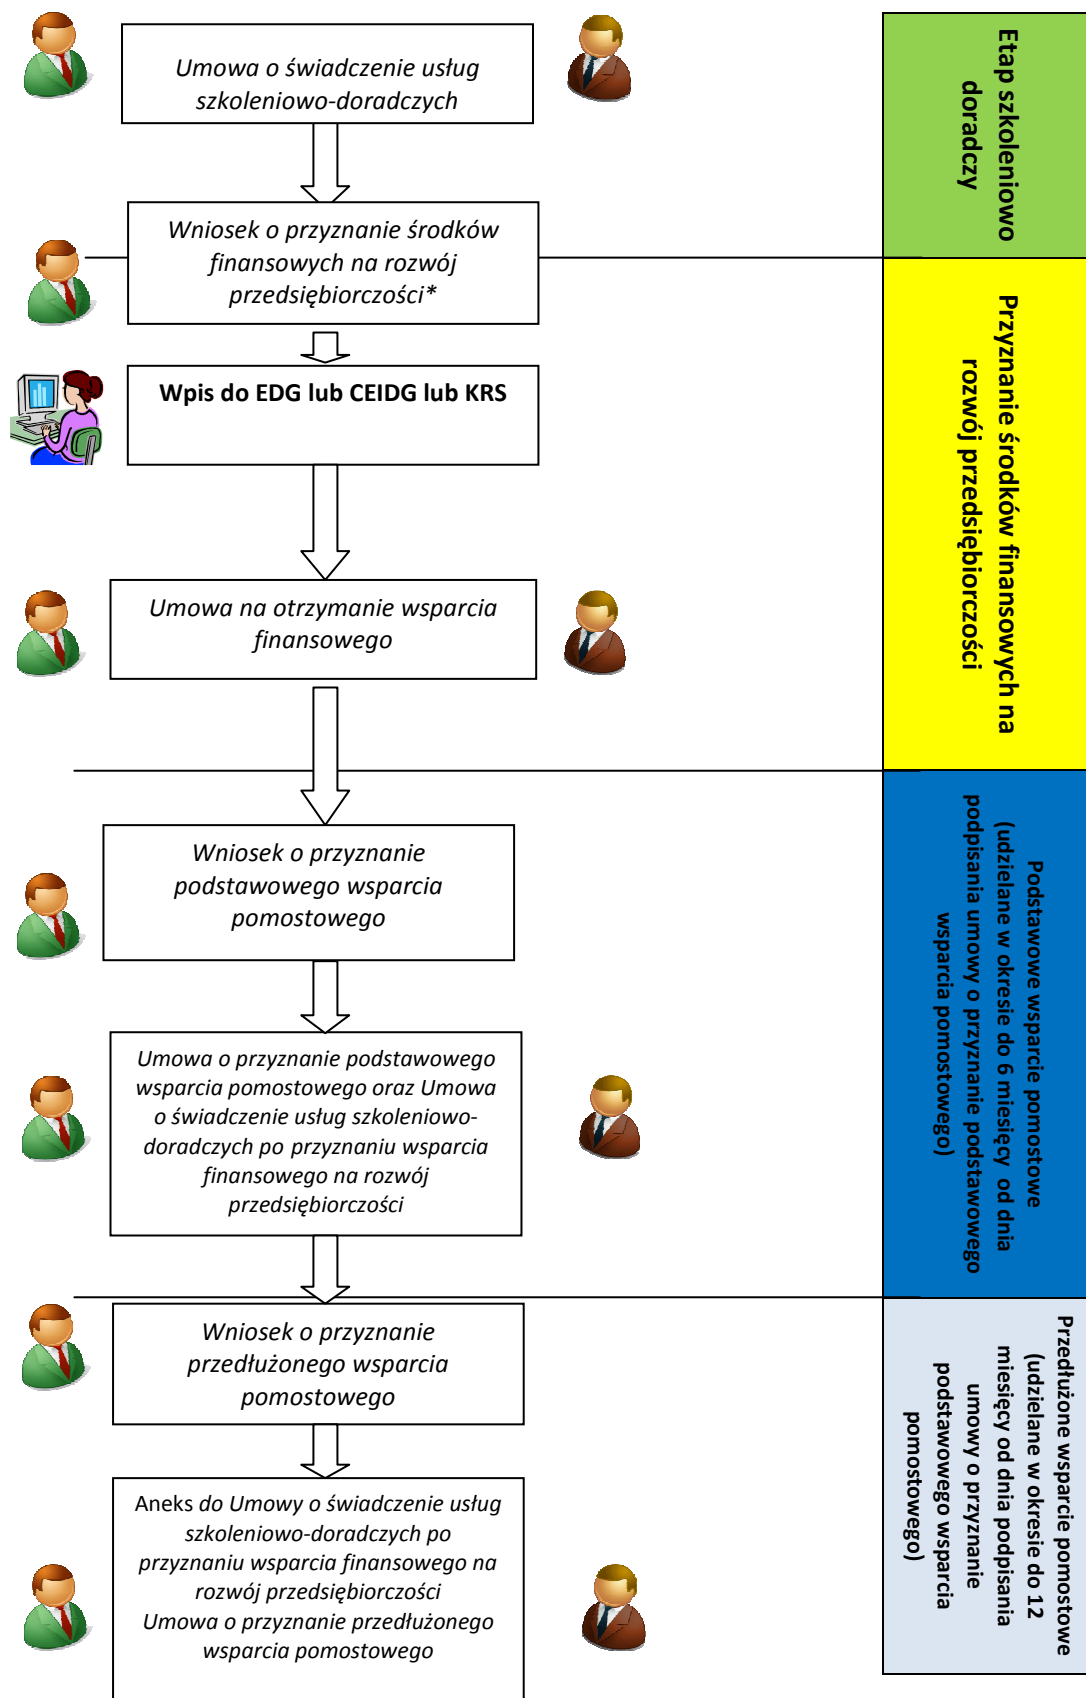 Umowa o świadczenie usług
szkoleniowo-doradczych
Wniosek o przyznanie środków
finansowych na rozwój
przedsiębiorczości*
Wpis do EDG lub CEIDG lub KRS
Umowa na otrzymanie wsparcia
finansowego
Wniosek o przyznanie
podstawowego wsparcia
pomostowego
Umowa o przyznanie podstawowego
wsparcia pomostowego oraz Umowa
o świadczenie usług szkoleniowo-
doradczych po przyznaniu wsparcia
finansowego na rozwój
przedsiębiorczości
Wniosek o przyznanie
przedłużonego wsparcia
pomostowego
Aneks do Umowy o świadczenie usług
szkoleniowo-doradczych po
przyznaniu wsparcia finansowego na
rozwój przedsiębiorczości
Umowa o przyznanie przedłużonego
wsparcia pomostowego
Etap szkoleniowo
doradczy
Przyznanie środków finansowych na
rozwój przedsiębiorczości
Podstawowe wsparcie pomostowe
(udzielane w okresie do 6 miesięcy od dnia
podpisania umowy o przyznanie podstawowego
wsparcia pomostowego)
Przedłużone wsparcie pomostowe
(udzielane w okresie do 12
miesięcy od dnia podpisania
umowy o przyznanie
podstawowego wsparcia
pomostowego)